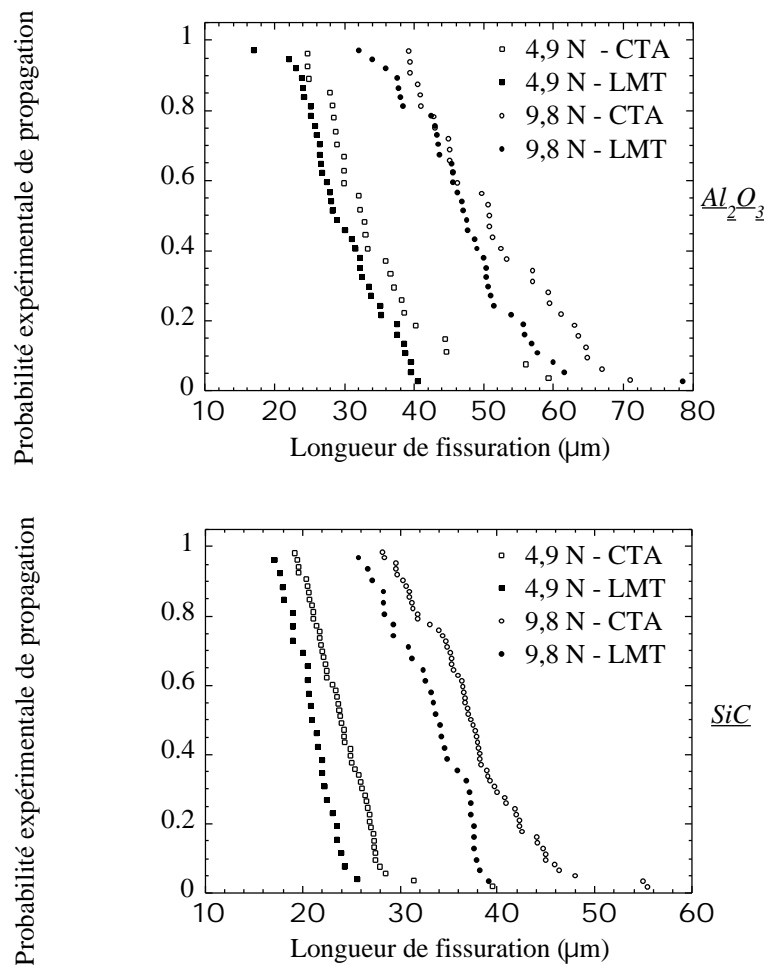 Probabilité expérimentale de propagation
1
0.8
0.6
0.4
0.2
0
10 20 30 40 50 60 70 80
Longueur de fissuration (µm)
4,9 N - CTA
4,9 N - LMT
9,8 N - CTA
9,8 N - LMT
Al2O3
Probabilité expérimentale de propagation
1
0.8
0.6
0.4
0.2
0
10 20 30 40 50 60
Longueur de fissuration (µm)
4,9 N - CTA
4,9 N - LMT
9,8 N - CTA
9,8 N - LMT
SiC